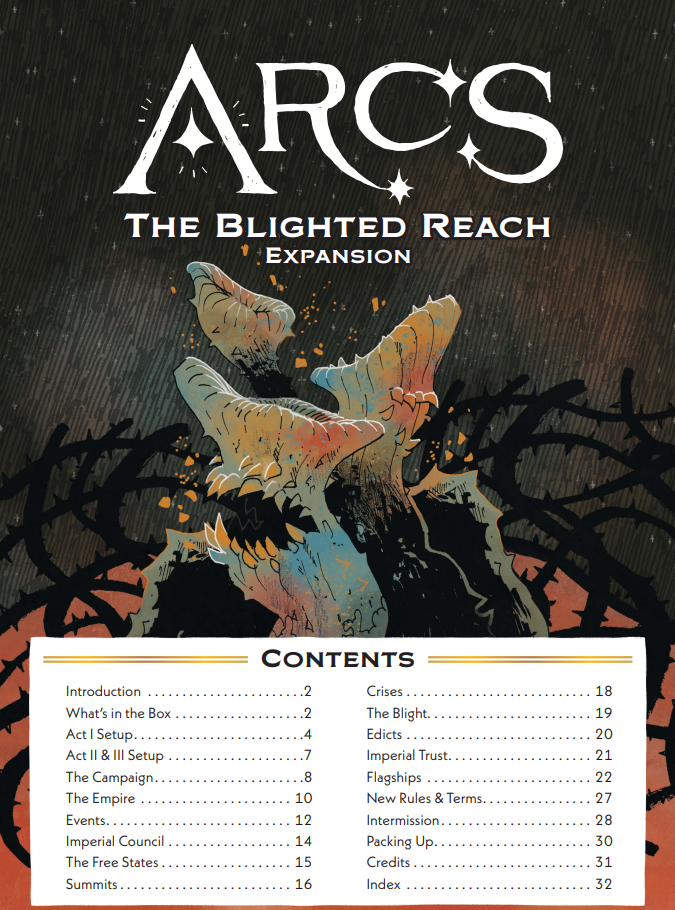 ARCS
THE BLIGHTED REACH
EXPANSION
CONTENTS
Introduction . . . . . . . . . . . . . . . . . . . . . . .2
What's in the Box . . . . . . . . . . . . . . . . . . .2
Act I Setup. . . . . . . . . . . . . . . . . . . . . . . . .4
Act II & III Setup . . . . . . . . . . . . . . . . . . . .7
The Campaign. . . . . . . . . . . . . . . . . . . . . .8
The Empire . . . . . . . . . . . . . . . . . . . . . . 10
Events. . . . . . . . . . . . . . . . . . . . . . . . . . . 12
Imperial Council . . . . . . . . . . . . . . . . . . 14
The Free States . . . . . . . . . . . . . . . . . . . 15
Summits . . . . . . . . . . . . . . . . . . . . . . . . . 16
Crises . . . . . . . . . . . . . . . . . . . . . . . . . . . 18
The Blight. . . . . . . . . . . . . . . . . . . . . . . . 19
Edicts . . . . . . . . . . . . . . . . . . . . . . . . . . . 20
Imperial Trust. . . . . . . . . . . . . . . . . . . . . 21
Flagships . . . . . . . . . . . . . . . . . . . . . . . . 22
New Rules & Terms. . . . . . . . . . . . . . . . 27
Intermission . . . . . . . . . . . . . . . . . . . . . . 28
Packing Up. . . . . . . . . . . . . . . . . . . . . . . 30
Credits . . . . . . . . . . . . . . . . . . . . . . . . . . 31
Index . . . . . . . . . . . . . . . . . . . . . . . . . . . 32